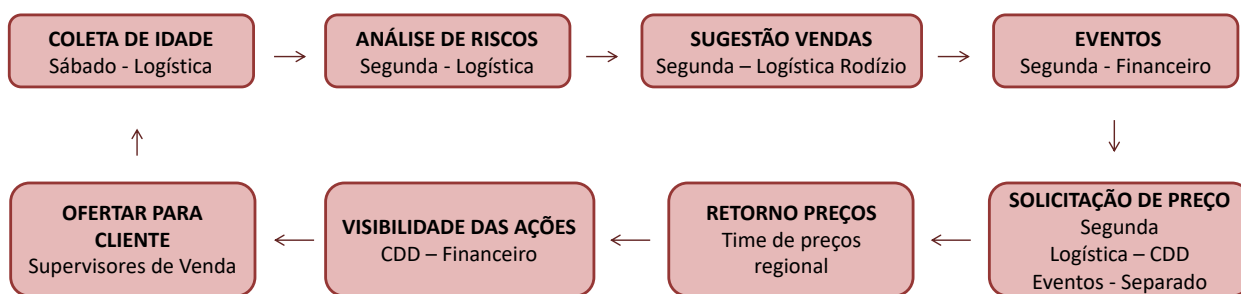 COLETA DE IDADE
Sábado - Logística
ANÁLISE DE RISCOS
Segunda - Logística
SUGESTÃO VENDAS
Segunda – Logística Rodízio
EVENTOS
Segunda - Financeiro
SOLICITAÇÃO DE PREÇO
Segunda
Logística – CDD
Eventos - Separado
RETORNO PREÇOS
Time de preços
regional
VISIBILIDADE DAS AÇÕES
CDD – Financeiro
OFERTAR PARA
CLIENTE
Supervisores de Venda